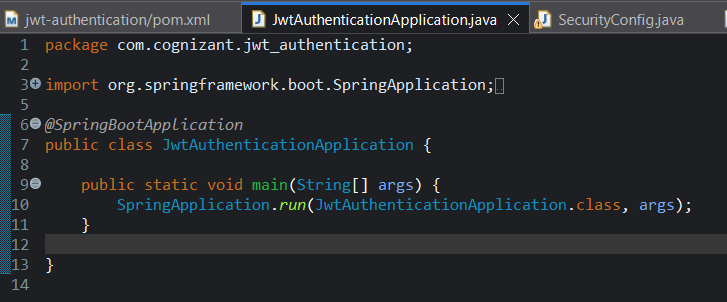 jwt-authentication/pom.xml JwtAuthenticationApplication.java SecurityConfig.java
1 package com.cognizant.jwt_authentication;
2
3 import org.springframework.boot.SpringApplication;
5
6 @SpringBootApplication
7 public class JwtAuthenticationApplication {
8
9     public static void main(String[] args) {
10         SpringApplication.run(JwtAuthenticationApplication.class, args);
11     }
12
13 }
14